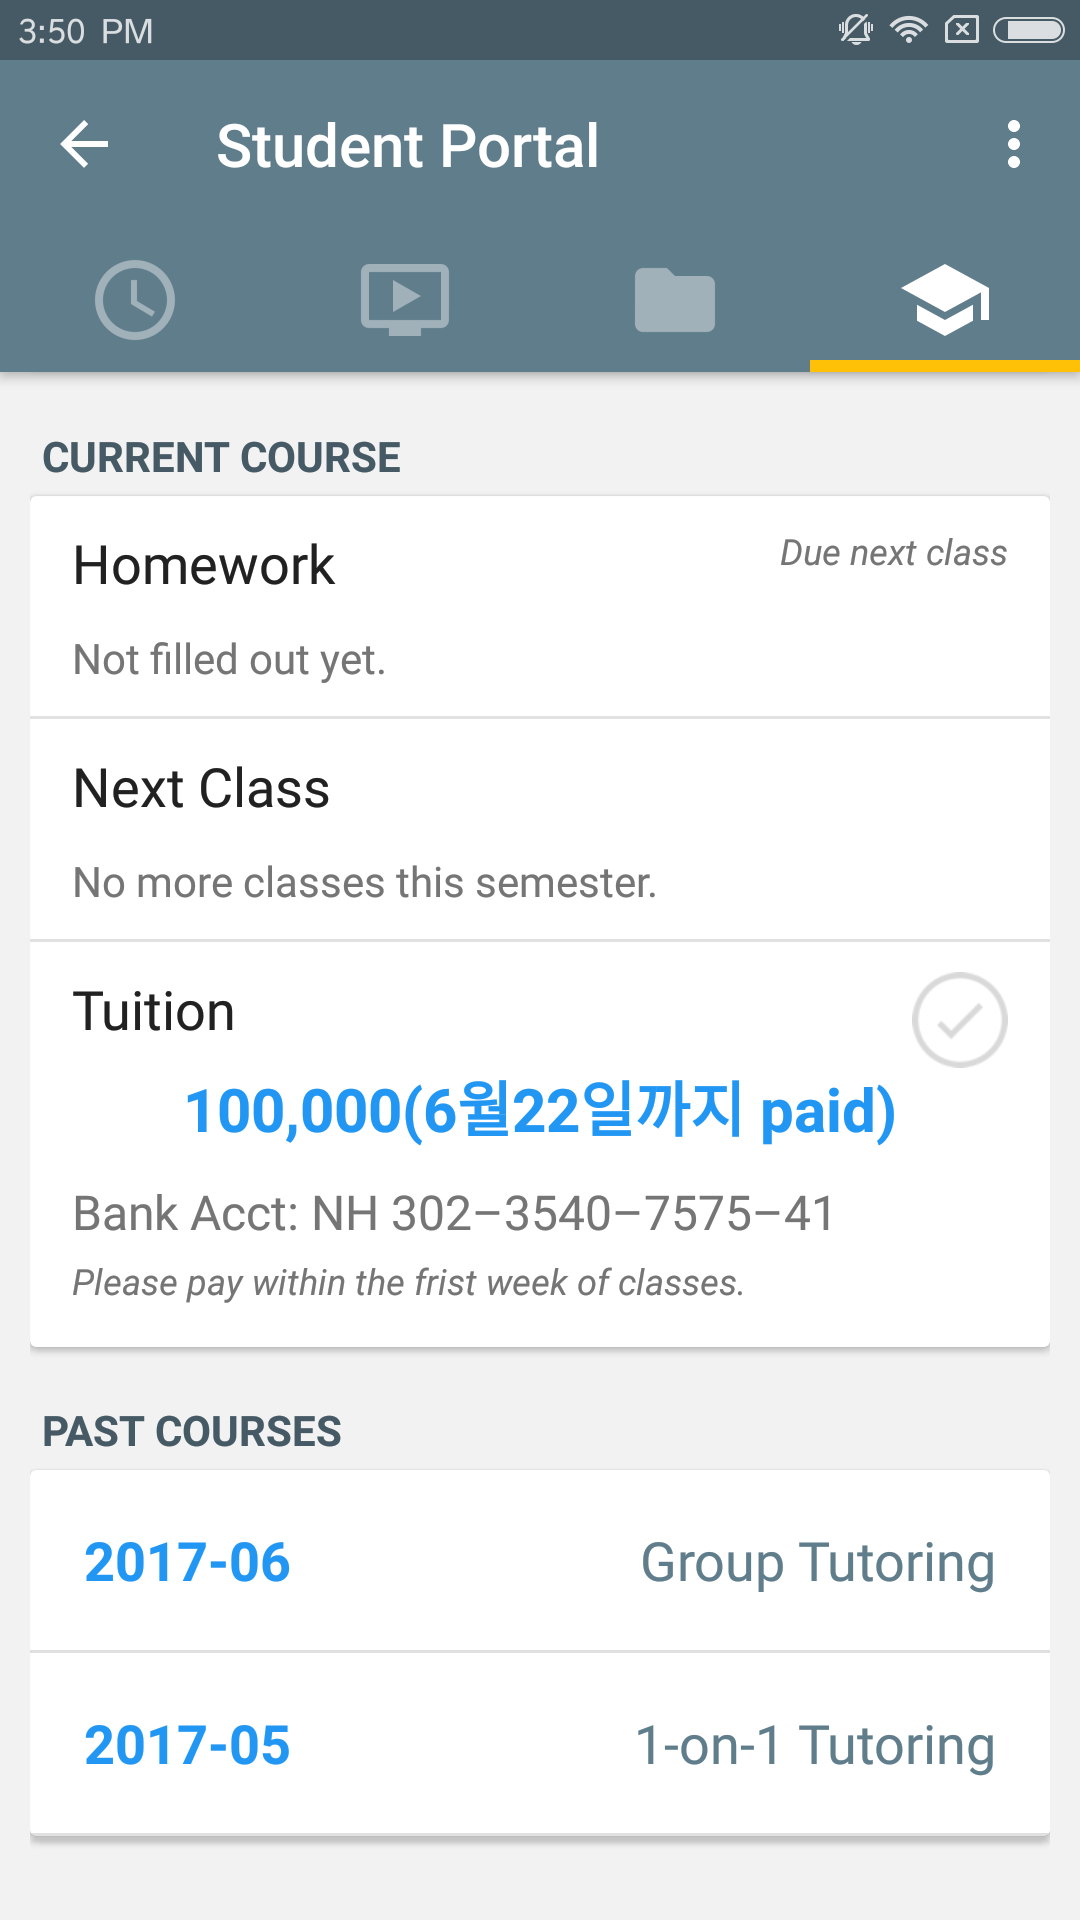 3:50 PM
Student Portal
CURRENT COURSE
Homework
Due next class
Not filled out yet.
Next Class
No more classes this semester.
Tuition
100,000(6월22일까지 paid)
Bank Acct: NH 302–3540–7575–41
Please pay within the frist week of classes.
PAST COURSES
2017-06 Group Tutoring
2017-05 1-on-1 Tutoring